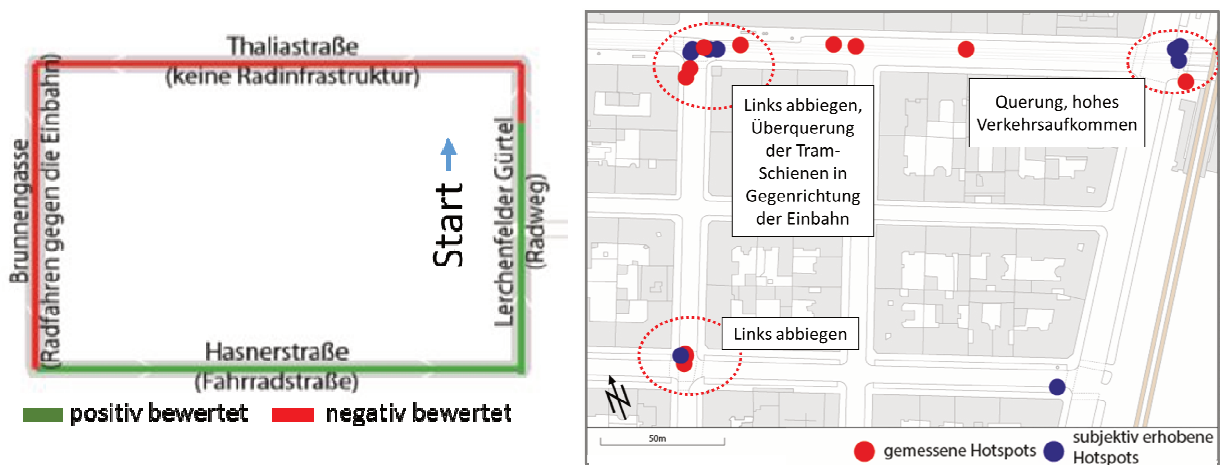 Thaliastraße
(keine Radinfrastruktur)
Brunnengasse
(Radfahren gegen die Einbahn)
Start
Lerchenfelder Gürtel
(Radweg)
Hasnerstraße
(Fahrradstraße)
positiv bewertet
negativ bewertet
Links abbiegen,
Überquerung
der Tram-
Schienen in
Gegenrichtung
der Einbahn
Querung, hohes
Verkehrsaufkommen
Links abbiegen
50m
gemessene Hotspots
subjektiv erhobene
Hotspots